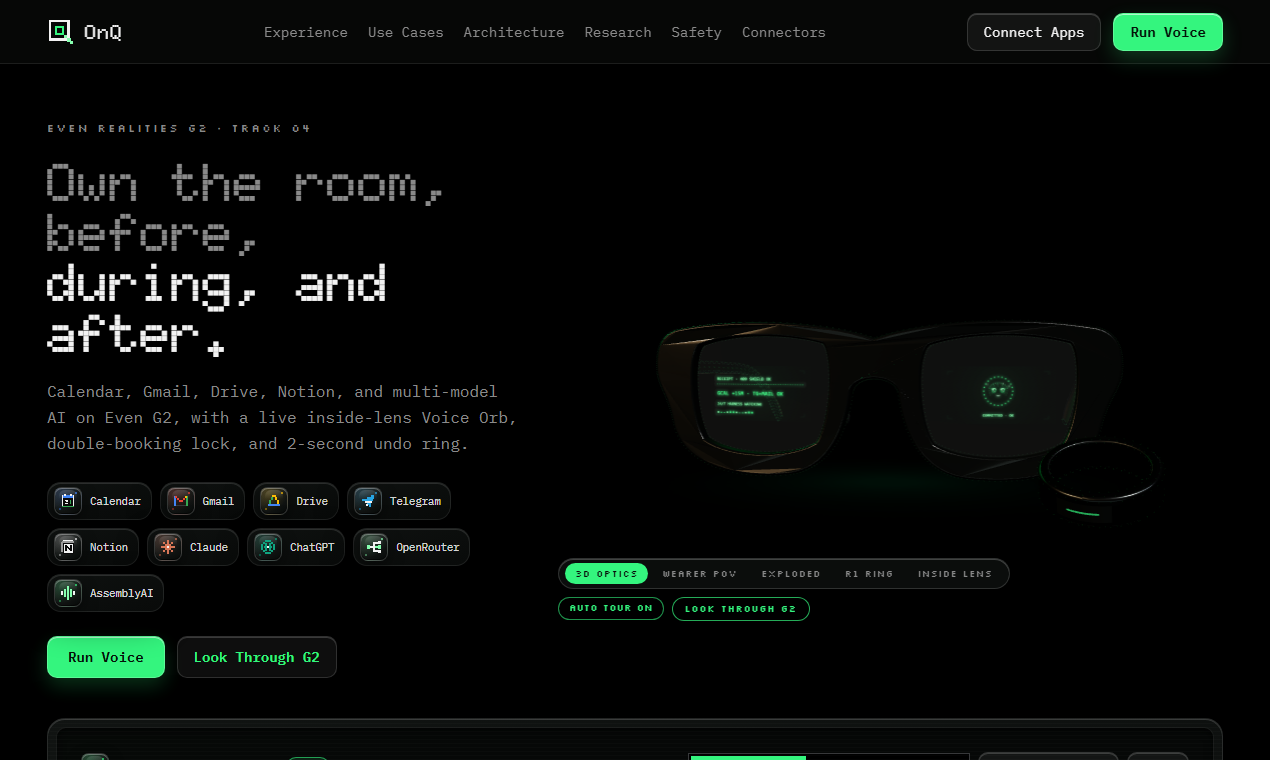 OnQ
Experience Use Cases Architecture Research Safety Connectors
Connect Apps
Run Voice
EVEN REALITIES G2 · TRACK 04
Own the room,
before,
during, and
after.
Calendar, Gmail, Drive, Notion, and multi-model
AI on Even G2, with a live inside-lens Voice Orb,
double-booking lock, and 2-second undo ring.
Calendar Gmail Drive Telegram
Notion Claude ChatGPT OpenRouter
AssemblyAI
Run Voice
Look Through G2
3D OPTICS WEARER POV EXPLODED R1 RING INSIDE LENS
AUTO TOUR ON LOOK THROUGH G2